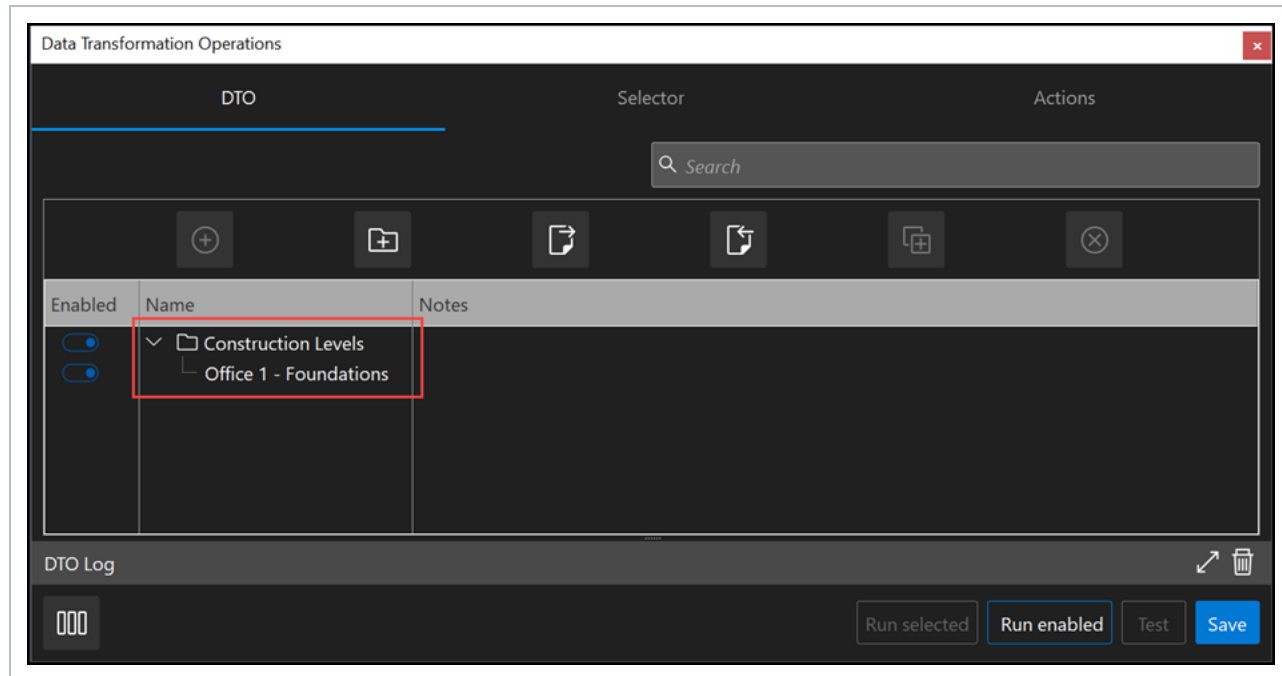 Data Transformation Operations
DTO Selector Actions
Search
Enabled Name Notes
Construction Levels
Office 1 - Foundations
DTO Log
Run selected Run enabled Test Save